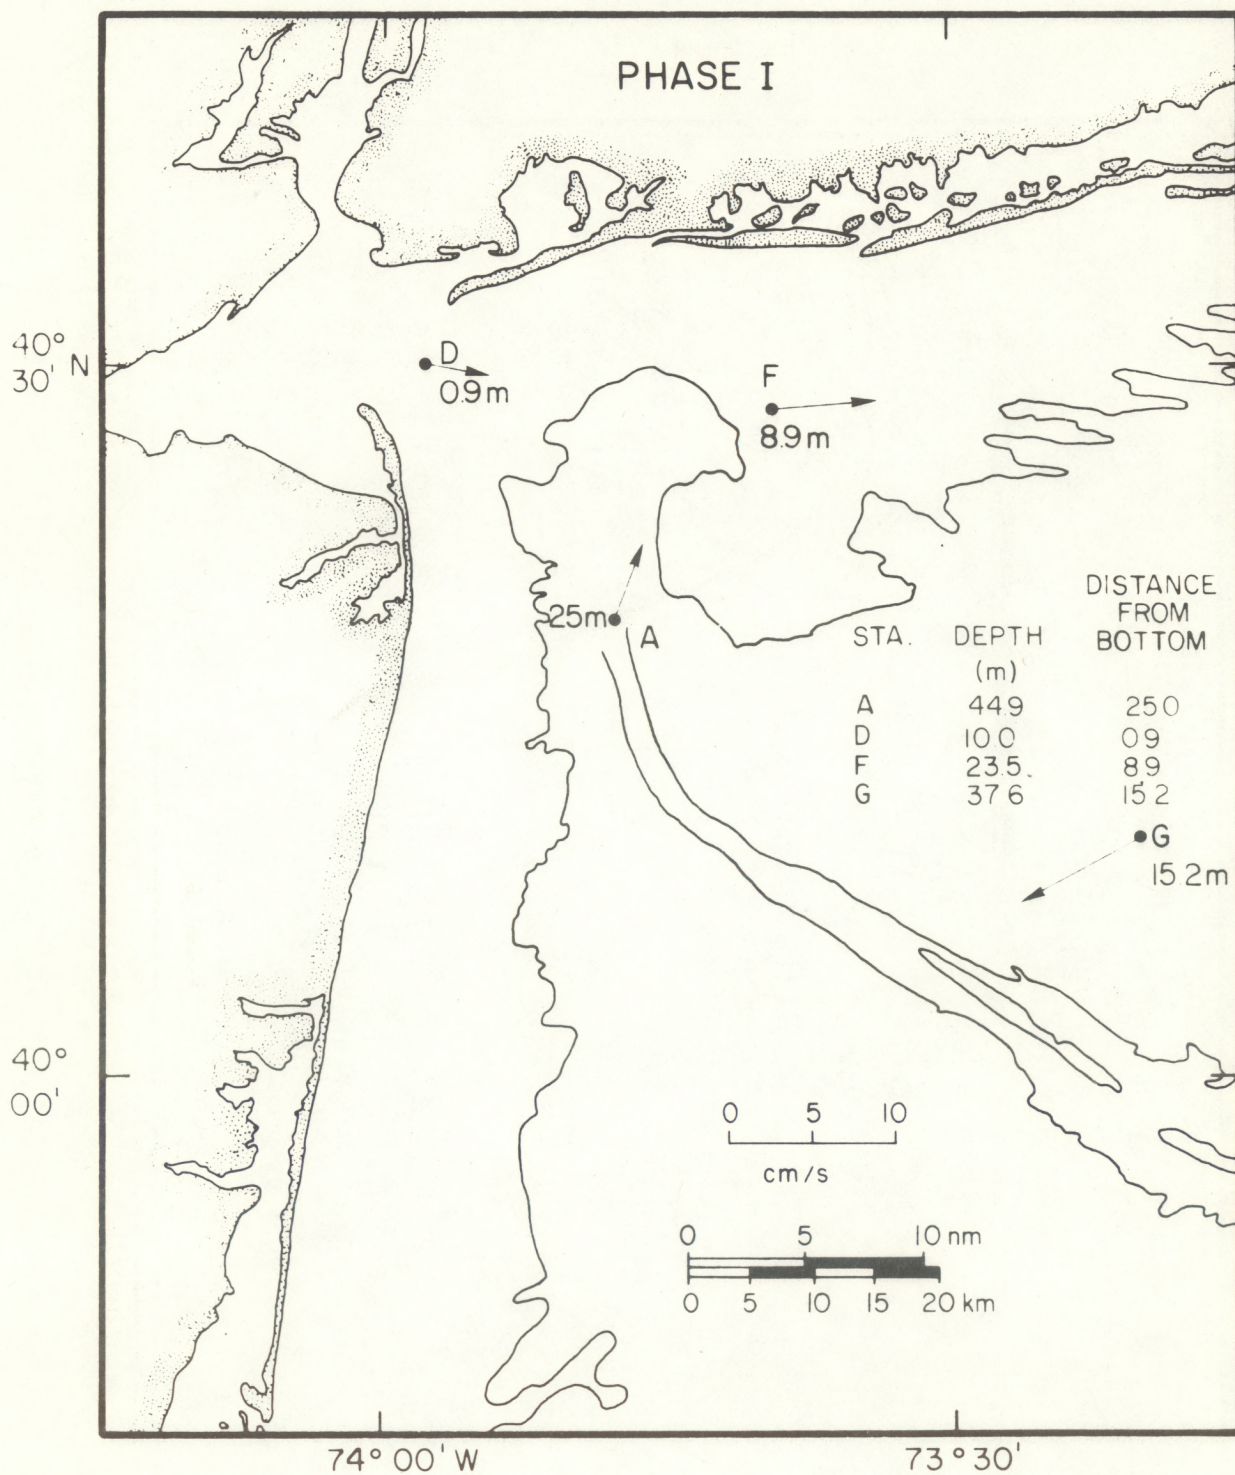 PHASE I
40°
30' N
D
0.9m
F
8.9m
25m
A
DISTANCE
FROM
STA. DEPTH BOTTOM
(m)
A 44.9 25.0
D 10.0 0.9
F 23.5 8.9
G 37.6 15.2
G
15.2m
40°
00'
0 5 10
cm/s
0 5 10 nm
0 5 10 15 20 km
74°00'W 73°30'